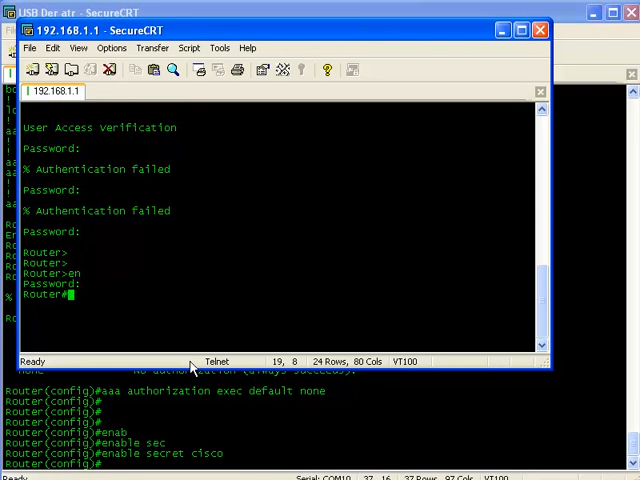 USB Der atr - SecureCRT
192.168.1.1 - SecureCRT
File Edit View Options Transfer Script Tools Help
192.168.1.1
User Access Verification
Password:
% Authentication failed
Password:
% Authentication failed
Password:
Router>
Router>
Router>en
Password:
Router#
Ready Telnet 19, 8 24 Rows, 80 Cols VT100
Router(config)#aaa authorization exec default none
Router(config)#
Router(config)#
Router(config)#
Router(config)#enab
Router(config)#enable sec
Router(config)#enable secret cisco
Router(config)#
Ready Serial: COM10 37, 16 37 Rows, 97 Cols VT100